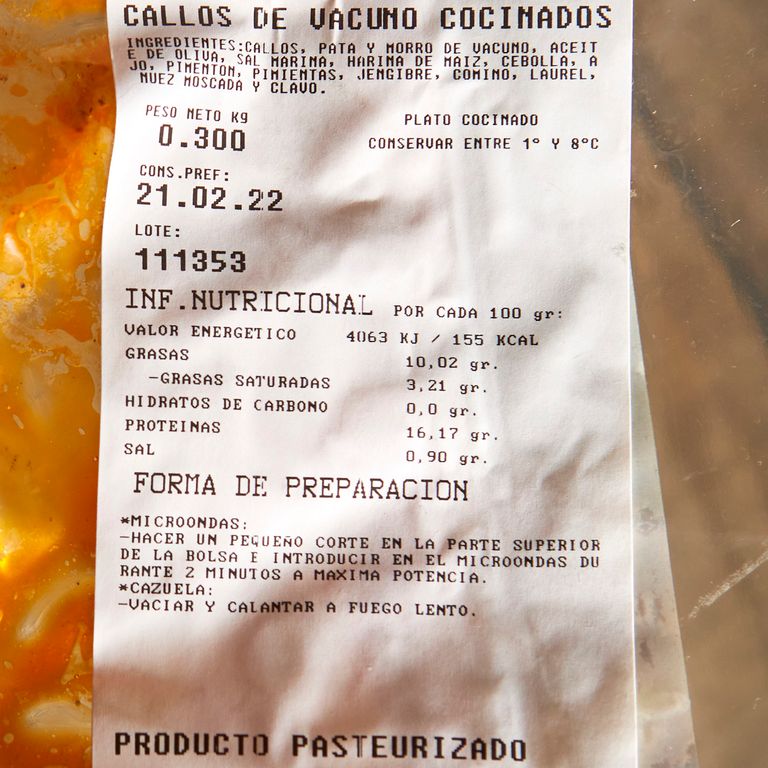 CALLOS DE VACUNO COCINADOS
INGREDIENTES:CALLOS, PATA Y MORRO DE VACUNO, ACEIT
E DE OLIVA, SAL MARINA, HARINA DE MAIZ, CEBOLLA, A
JO, PIMENTON, PIMIENTAS, JENGIBRE, COMINO, LAUREL,
NUEZ MOSCADA Y CLAVO.
PESO NETO Kg
0.300
PLATO COCINADO
CONSERVAR ENTRE 1° Y 8°C
CONS.PREF:
21.02.22
LOTE:
111353
INF.NUTRICIONAL POR CADA 100 gr:
VALOR ENERGETICO 4063 KJ / 155 KCAL
GRASAS 10,02 gr.
-GRASAS SATURADAS 3,21 gr.
HIDRATOS DE CARBONO 0,0 gr.
PROTEINAS 16,17 gr.
SAL 0,90 gr.
FORMA DE PREPARACION
*MICROONDAS:
-HACER UN PEQUEÑO CORTE EN LA PARTE SUPERIOR
DE LA BOLSA E INTRODUCIR EN EL MICROONDAS DU
RANTE 2 MINUTOS A MAXIMA POTENCIA.
*CAZUELA:
-VACIAR Y CALANTAR A FUEGO LENTO.
PRODUCTO PASTEURIZADO